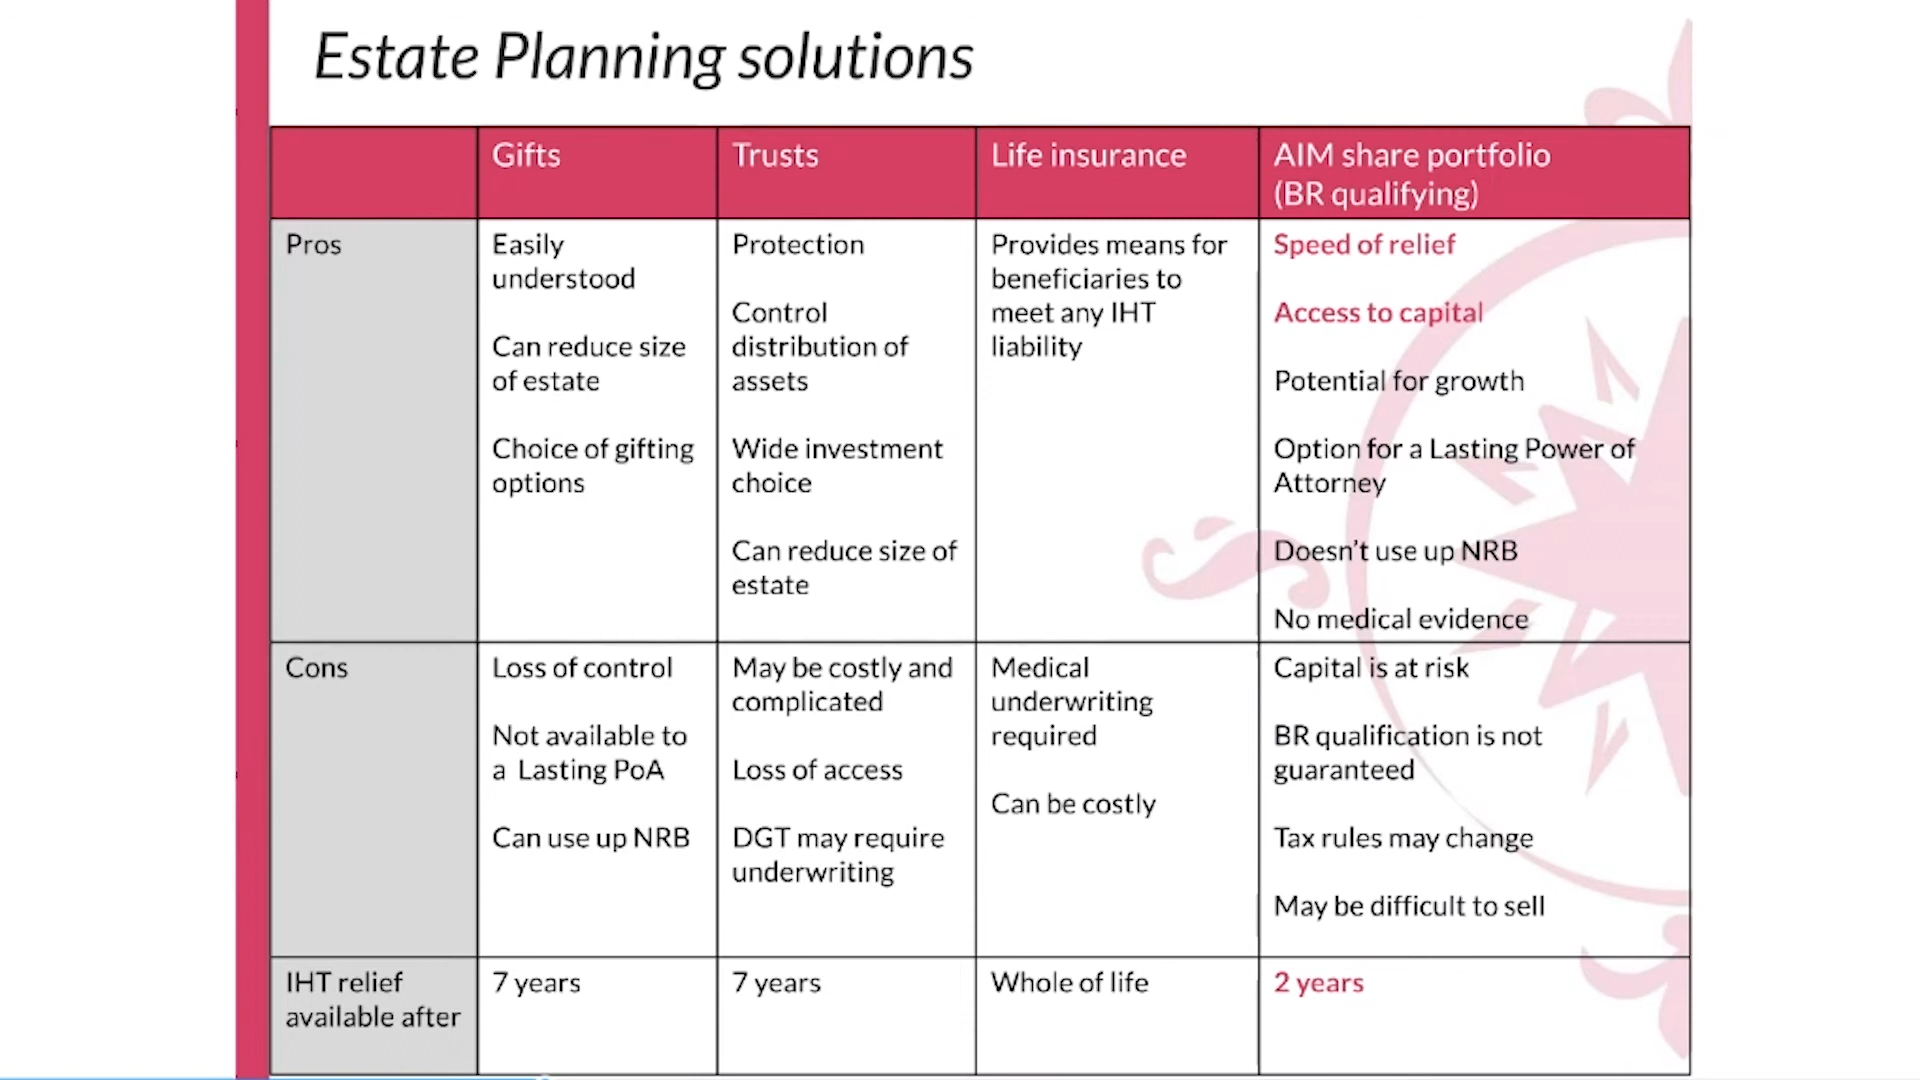 Estate Planning solutions
Gifts
Trusts
Life insurance
AIM share portfolio
(BR qualifying)
Pros
Easily
understood
Can reduce size
of estate
Choice of gifting
options
Protection
Control
distribution of
assets
Wide investment
choice
Can reduce size of
estate
Provides means for
beneficiaries to
meet any IHT
liability
Speed of relief
Access to capital
Potential for growth
Option for a Lasting Power of
Attorney
Doesn’t use up NRB
No medical evidence
Cons
Loss of control
Not available to
a Lasting PoA
Can use up NRB
May be costly and
complicated
Loss of access
DGT may require
underwriting
Medical
underwriting
required
Can be costly
Capital is at risk
BR qualification is not
guaranteed
Tax rules may change
May be difficult to sell
IHT relief
available after
7 years
7 years
Whole of life
2 years